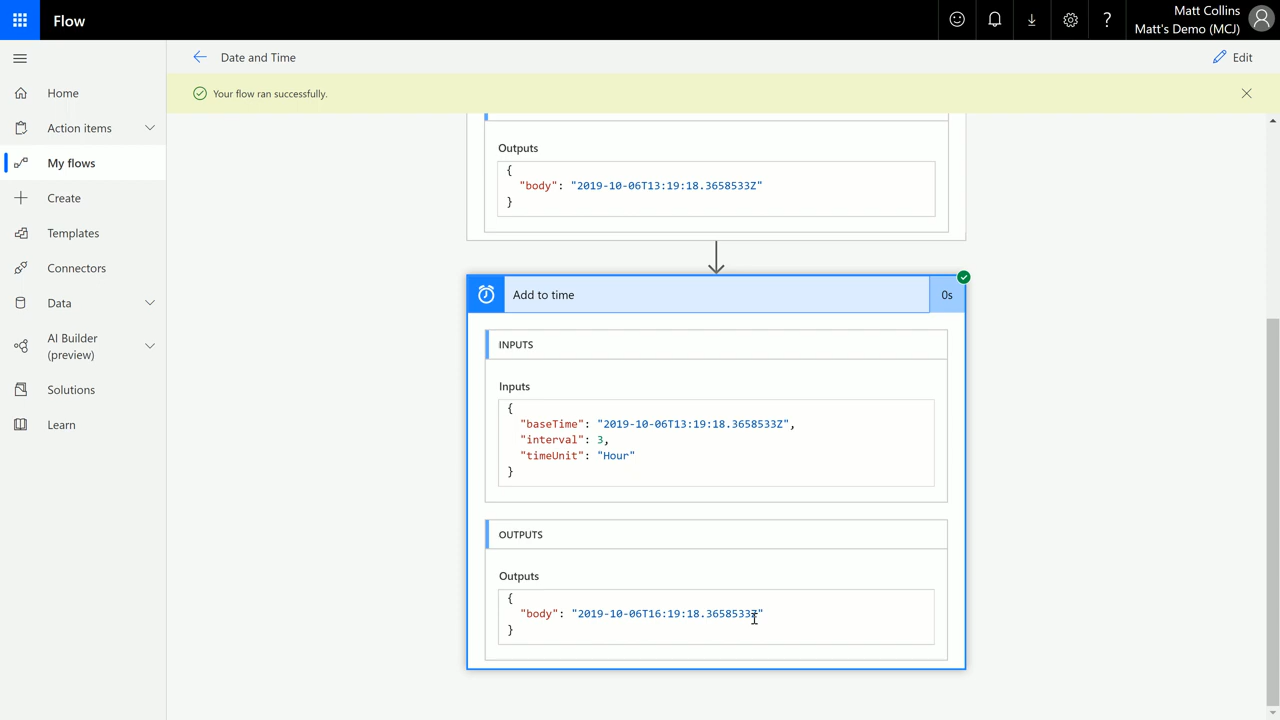 Flow
Matt Collins
Matt's Demo (MCJ)
?
Date and Time
Edit
Your flow ran successfully.
Home
Action items
My flows
Create
Templates
Connectors
Data
AI Builder
(preview)
Solutions
Learn
Outputs
{
"body": "2019-10-06T13:19:18.3658533Z"
}
Add to time
0s
INPUTS
Inputs
{
"baseTime": "2019-10-06T13:19:18.3658533Z",
"interval": 3,
"timeUnit": "Hour"
}
OUTPUTS
Outputs
{
"body": "2019-10-06T16:19:18.3658533Z"
}